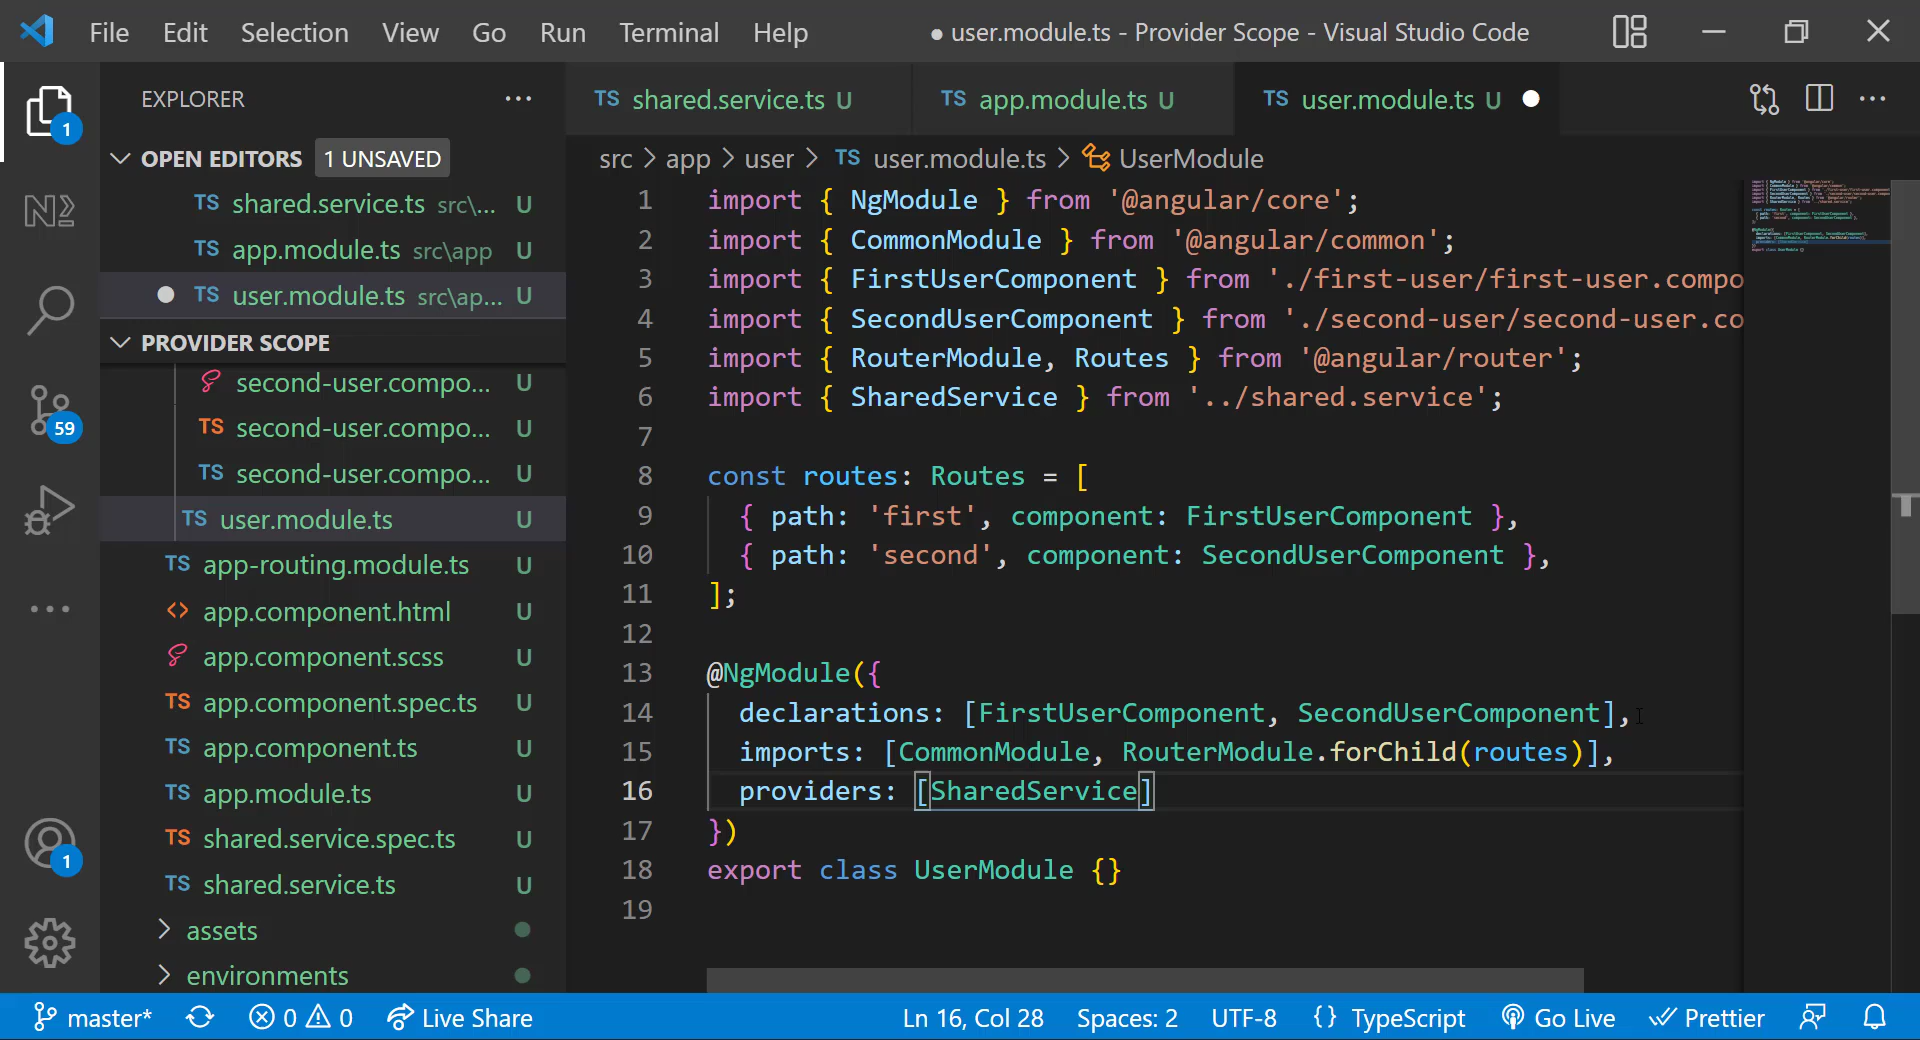 File Edit Selection View Go Run Terminal Help ● user.module.ts - Provider Scope - Visual Studio Code
EXPLORER ···
TS shared.service.ts U TS app.module.ts U TS user.module.ts U ●
OPEN EDITORS 1 UNSAVED
TS shared.service.ts src\... U
TS app.module.ts src\app U
● TS user.module.ts src\ap... U
PROVIDER SCOPE
second-user.compo... U
TS second-user.compo... U
TS second-user.compo... U
TS user.module.ts U
TS app-routing.module.ts U
<> app.component.html U
app.component.scss U
TS app.component.spec.ts U
TS app.component.ts U
TS app.module.ts U
TS shared.service.spec.ts U
TS shared.service.ts U
assets
environments
1
59
1
src > app > user > TS user.module.ts > UserModule
1 import { NgModule } from '@angular/core';
2 import { CommonModule } from '@angular/common';
3 import { FirstUserComponent } from './first-user/first-user.compo
4 import { SecondUserComponent } from './second-user/second-user.co
5 import { RouterModule, Routes } from '@angular/router';
6 import { SharedService } from '../shared.service';
7
8 const routes: Routes = [
9 { path: 'first', component: FirstUserComponent },
10 { path: 'second', component: SecondUserComponent },
11 ];
12
13 @NgModule({
14 declarations: [FirstUserComponent, SecondUserComponent],
15 imports: [CommonModule, RouterModule.forChild(routes)],
16 providers: [SharedService]
17 })
18 export class UserModule {}
19
master* 0 0 Live Share Ln 16, Col 28 Spaces: 2 UTF-8 {} TypeScript Go Live Prettier